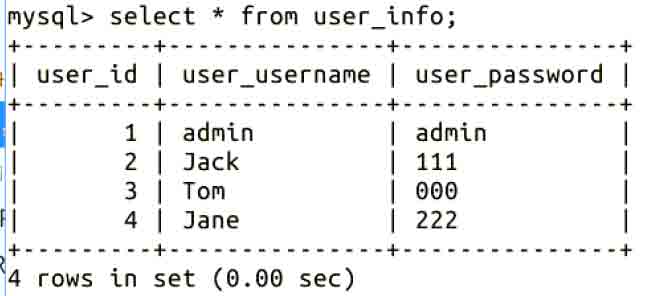 mysql> select * from user_info;
+---------+---------------+---------------+
| user_id | user_username | user_password |
+---------+---------------+---------------+
|       1 | admin         | admin         |
|       2 | Jack          | 111           |
|       3 | Tom           | 000           |
|       4 | Jane          | 222           |
+---------+---------------+---------------+
4 rows in set (0.00 sec)